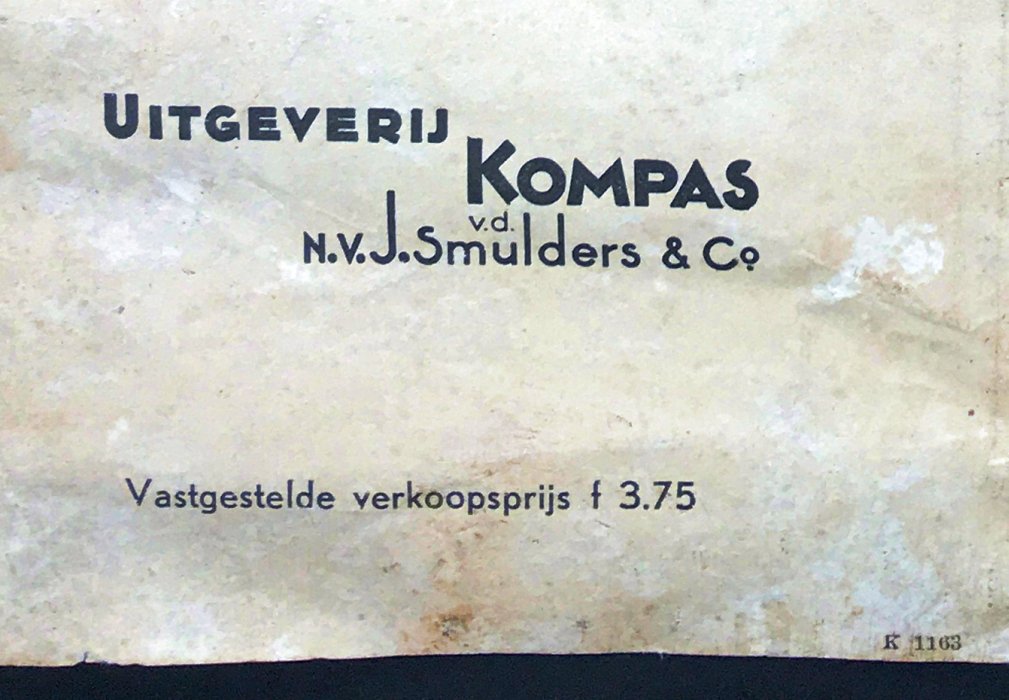 UITGEVERIJ
KOMPAS
N.V. J. v.d. Smulders & Co
Vastgestelde verkoopsprijs f 3.75
K 1163